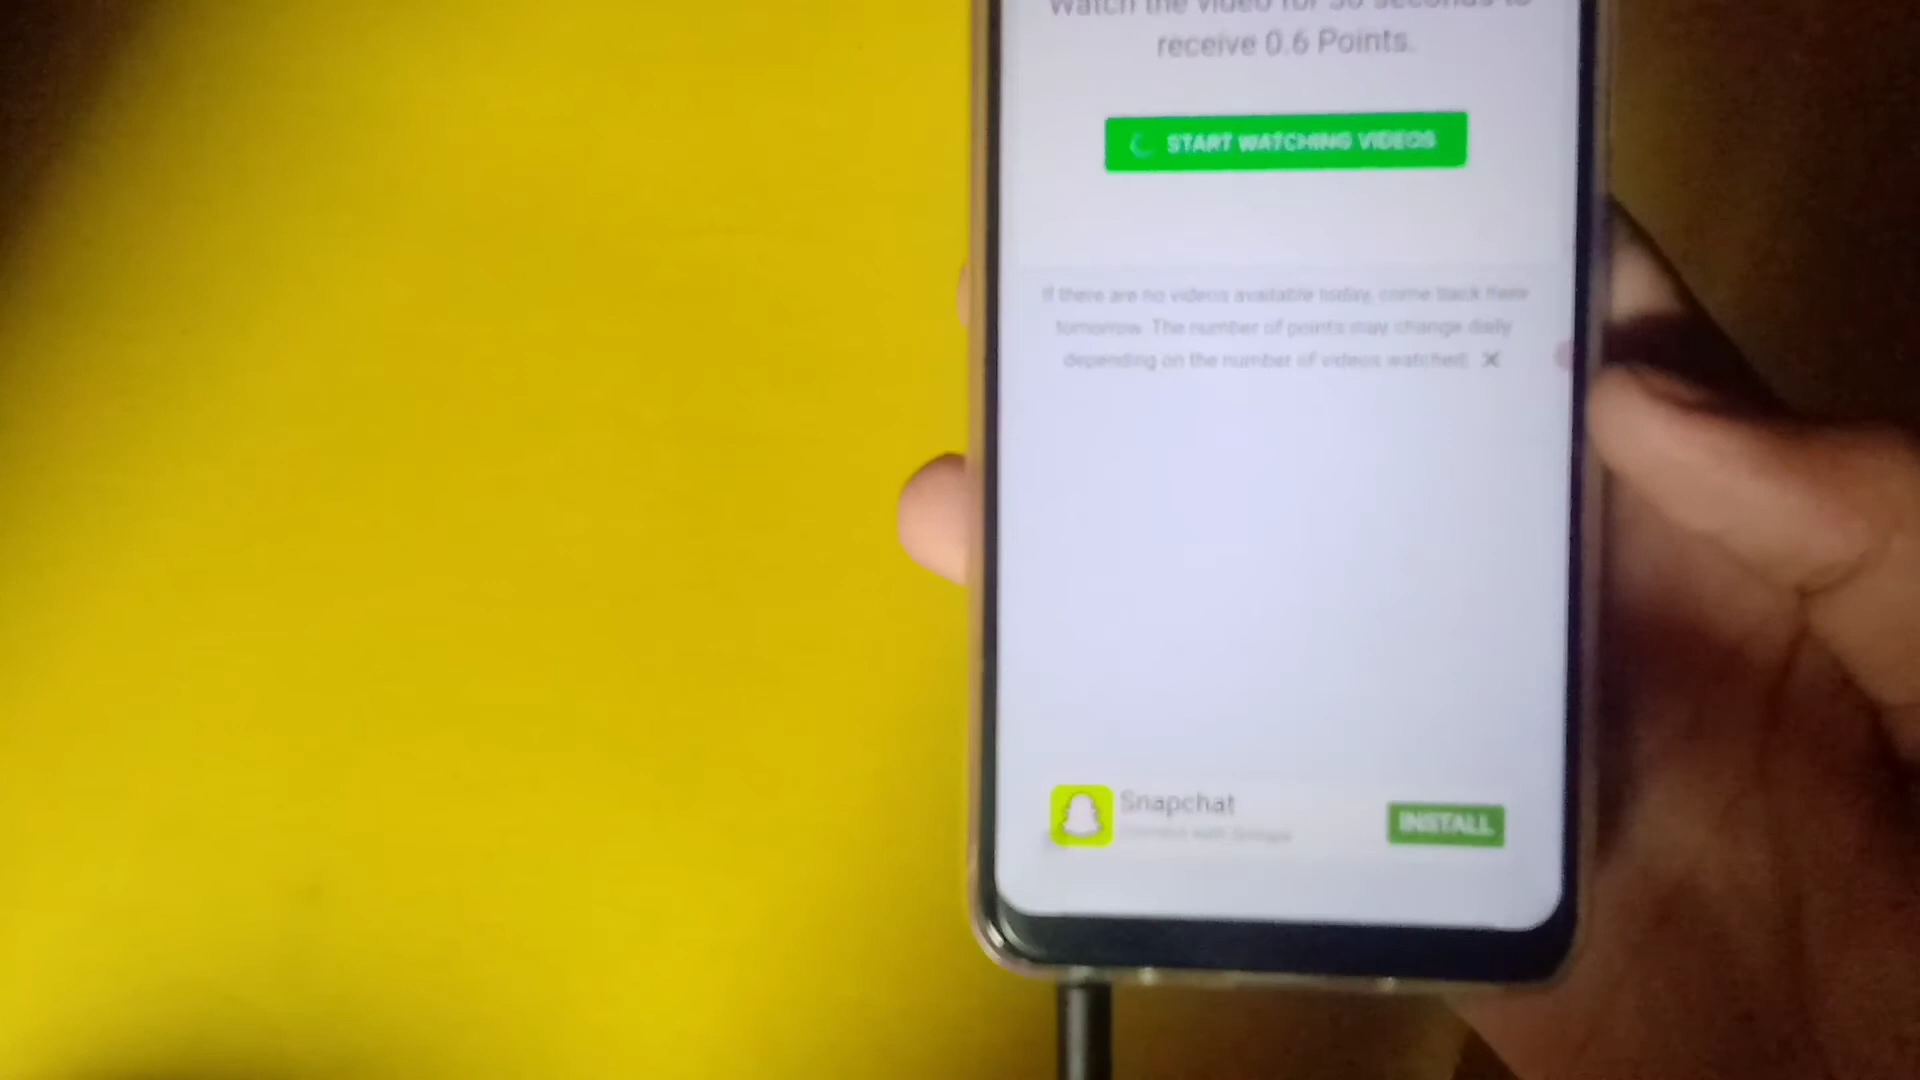 Watch the video for 30 seconds to
receive 0.6 Points.
START WATCHING VIDEOS
If there are no videos available today, come back here
tomorrow. The number of points may change daily
depending on the number of videos watched.
Snapchat
INSTALL